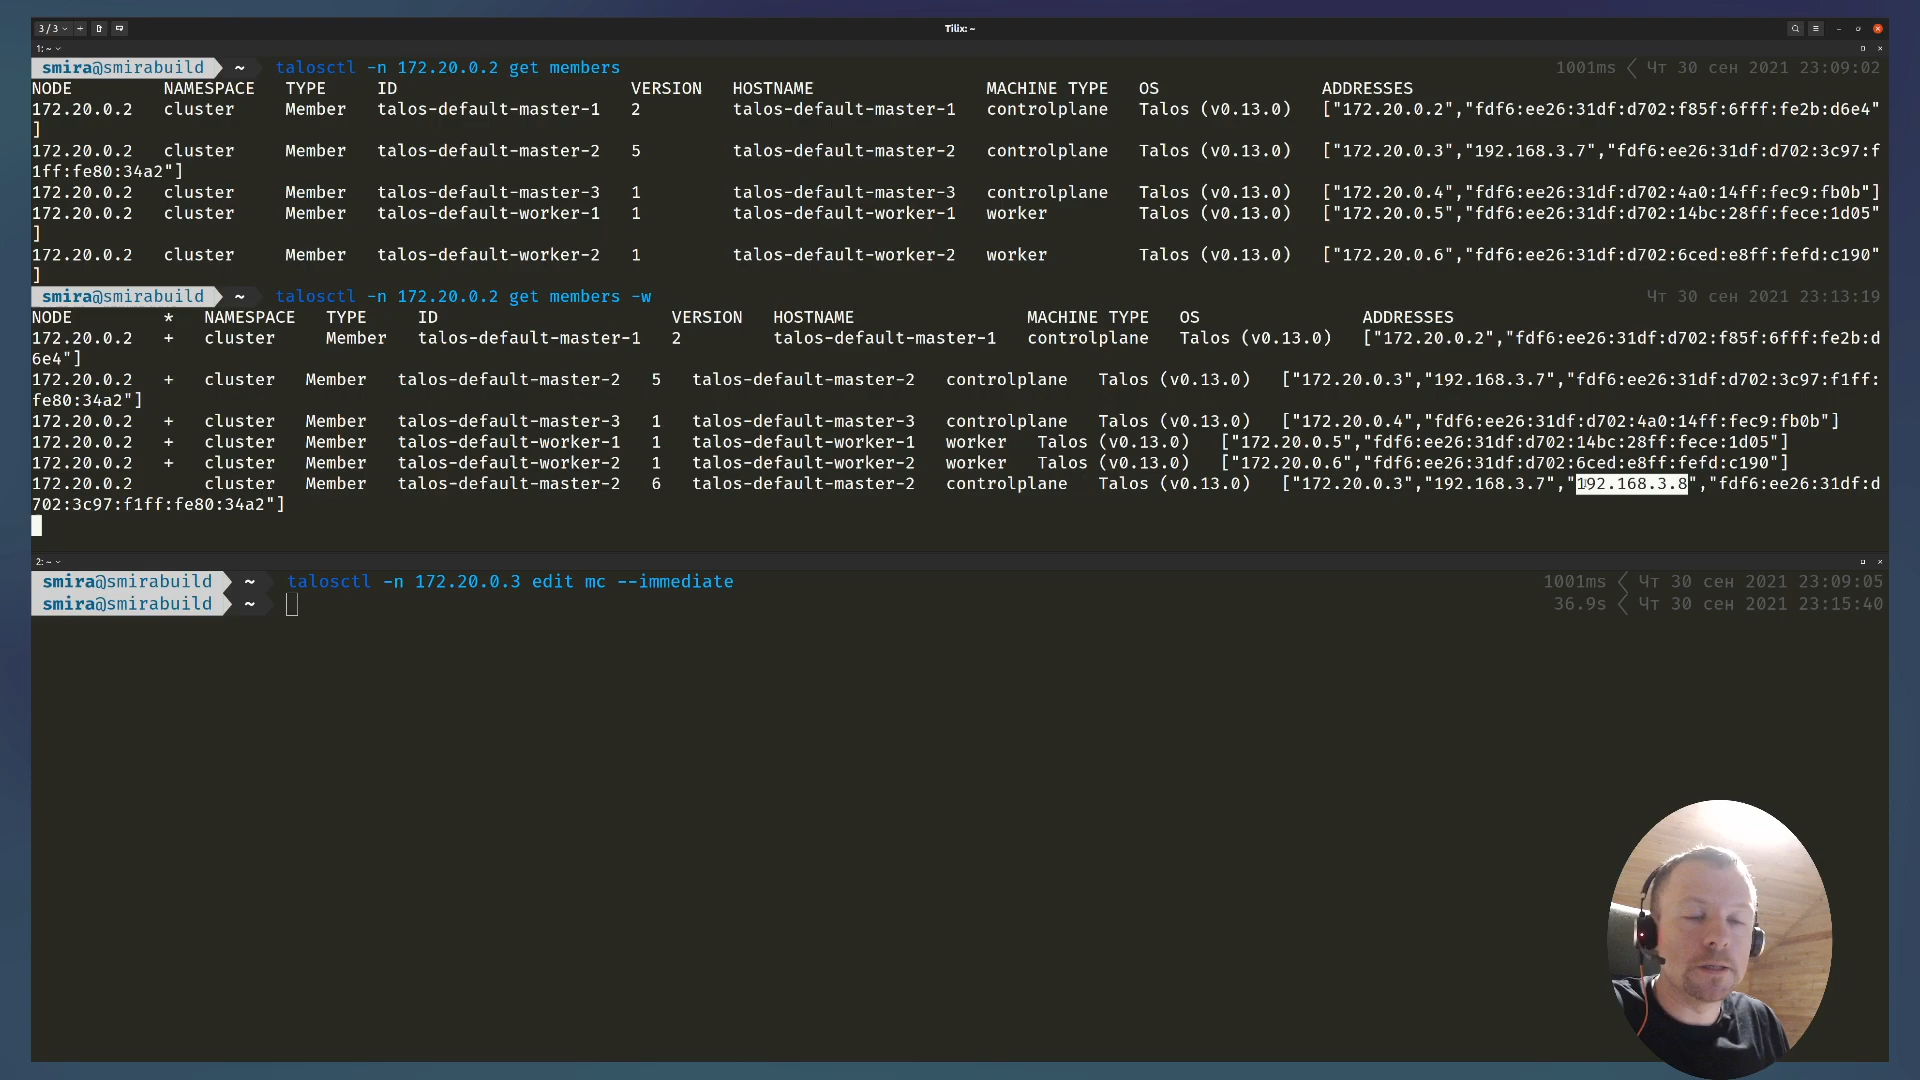 3 / 3
Tilix: ~
1: ~
smira@smirabuild ~ talosctl -n 172.20.0.2 get members 1001ms Чт 30 сен 2021 23:09:02
NODE NAMESPACE TYPE ID VERSION HOSTNAME MACHINE TYPE OS ADDRESSES
172.20.0.2 cluster Member talos-default-master-1 2 talos-default-master-1 controlplane Talos (v0.13.0) ["172.20.0.2","fdf6:ee26:31df:d702:f85f:6fff:fe2b:d6e4"
]
172.20.0.2 cluster Member talos-default-master-2 5 talos-default-master-2 controlplane Talos (v0.13.0) ["172.20.0.3","192.168.3.7","fdf6:ee26:31df:d702:3c97:f
1ff:fe80:34a2"]
172.20.0.2 cluster Member talos-default-master-3 1 talos-default-master-3 controlplane Talos (v0.13.0) ["172.20.0.4","fdf6:ee26:31df:d702:4a0:14ff:fec9:fb0b"]
172.20.0.2 cluster Member talos-default-worker-1 1 talos-default-worker-1 worker Talos (v0.13.0) ["172.20.0.5","fdf6:ee26:31df:d702:14bc:28ff:fece:1d05"
]
172.20.0.2 cluster Member talos-default-worker-2 1 talos-default-worker-2 worker Talos (v0.13.0) ["172.20.0.6","fdf6:ee26:31df:d702:6ced:e8ff:fefd:c190"
]
smira@smirabuild ~ talosctl -n 172.20.0.2 get members -w Чт 30 сен 2021 23:13:19
NODE * NAMESPACE TYPE ID VERSION HOSTNAME MACHINE TYPE OS ADDRESSES
172.20.0.2 + cluster Member talos-default-master-1 2 talos-default-master-1 controlplane Talos (v0.13.0) ["172.20.0.2","fdf6:ee26:31df:d702:f85f:6fff:fe2b:d
6e4"]
172.20.0.2 + cluster Member talos-default-master-2 5 talos-default-master-2 controlplane Talos (v0.13.0) ["172.20.0.3","192.168.3.7","fdf6:ee26:31df:d702:3c97:f1ff:
fe80:34a2"]
172.20.0.2 + cluster Member talos-default-master-3 1 talos-default-master-3 controlplane Talos (v0.13.0) ["172.20.0.4","fdf6:ee26:31df:d702:4a0:14ff:fec9:fb0b"]
172.20.0.2 + cluster Member talos-default-worker-1 1 talos-default-worker-1 worker Talos (v0.13.0) ["172.20.0.5","fdf6:ee26:31df:d702:14bc:28ff:fece:1d05"]
172.20.0.2 + cluster Member talos-default-worker-2 1 talos-default-worker-2 worker Talos (v0.13.0) ["172.20.0.6","fdf6:ee26:31df:d702:6ced:e8ff:fefd:c190"]
172.20.0.2 cluster Member talos-default-master-2 6 talos-default-master-2 controlplane Talos (v0.13.0) ["172.20.0.3","192.168.3.7","192.168.3.8","fdf6:ee26:31df:d
702:3c97:f1ff:fe80:34a2"]
2: ~
smira@smirabuild ~ talosctl -n 172.20.0.3 edit mc --immediate 1001ms Чт 30 сен 2021 23:09:05
smira@smirabuild ~ 36.9s Чт 30 сен 2021 23:15:40